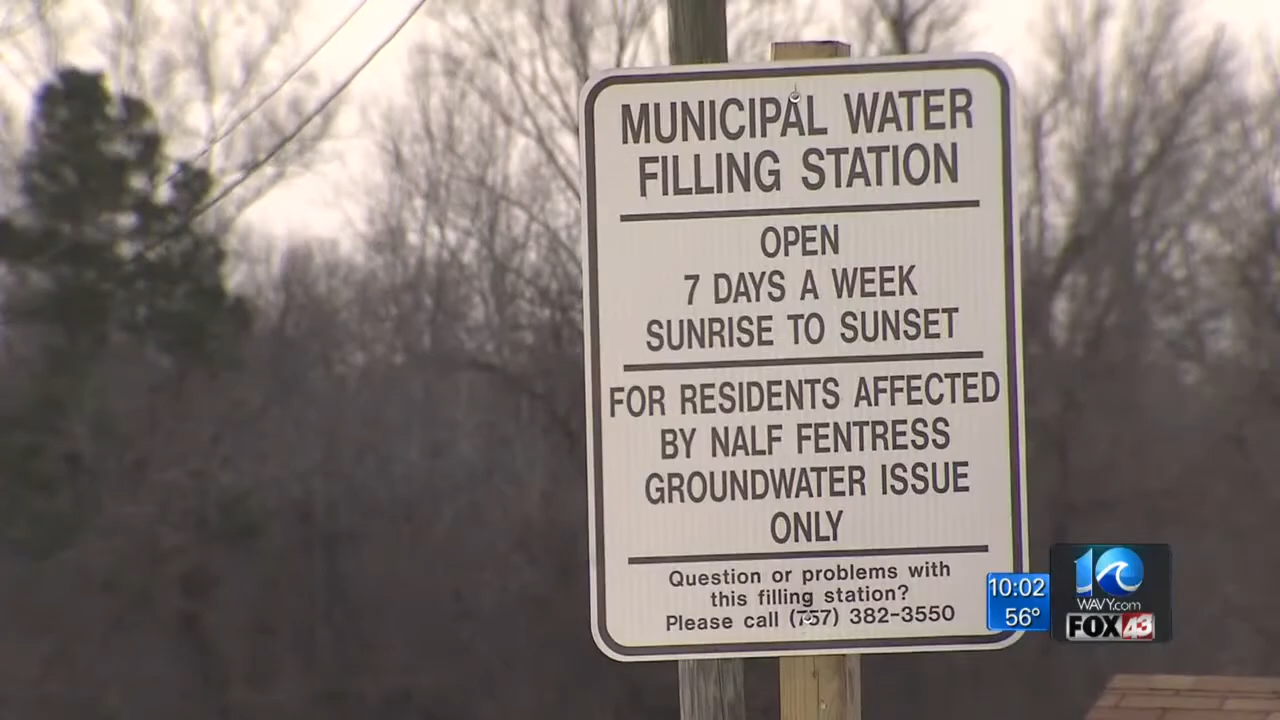 MUNICIPAL WATER
FILLING STATION
OPEN
7 DAYS A WEEK
SUNRISE TO SUNSET
FOR RESIDENTS AFFECTED
BY NALF FENTRESS
GROUNDWATER ISSUE
ONLY
Question or problems with
this filling station?
Please call (757) 382-3550
10:02
56°
10
WAVY.com
FOX 43